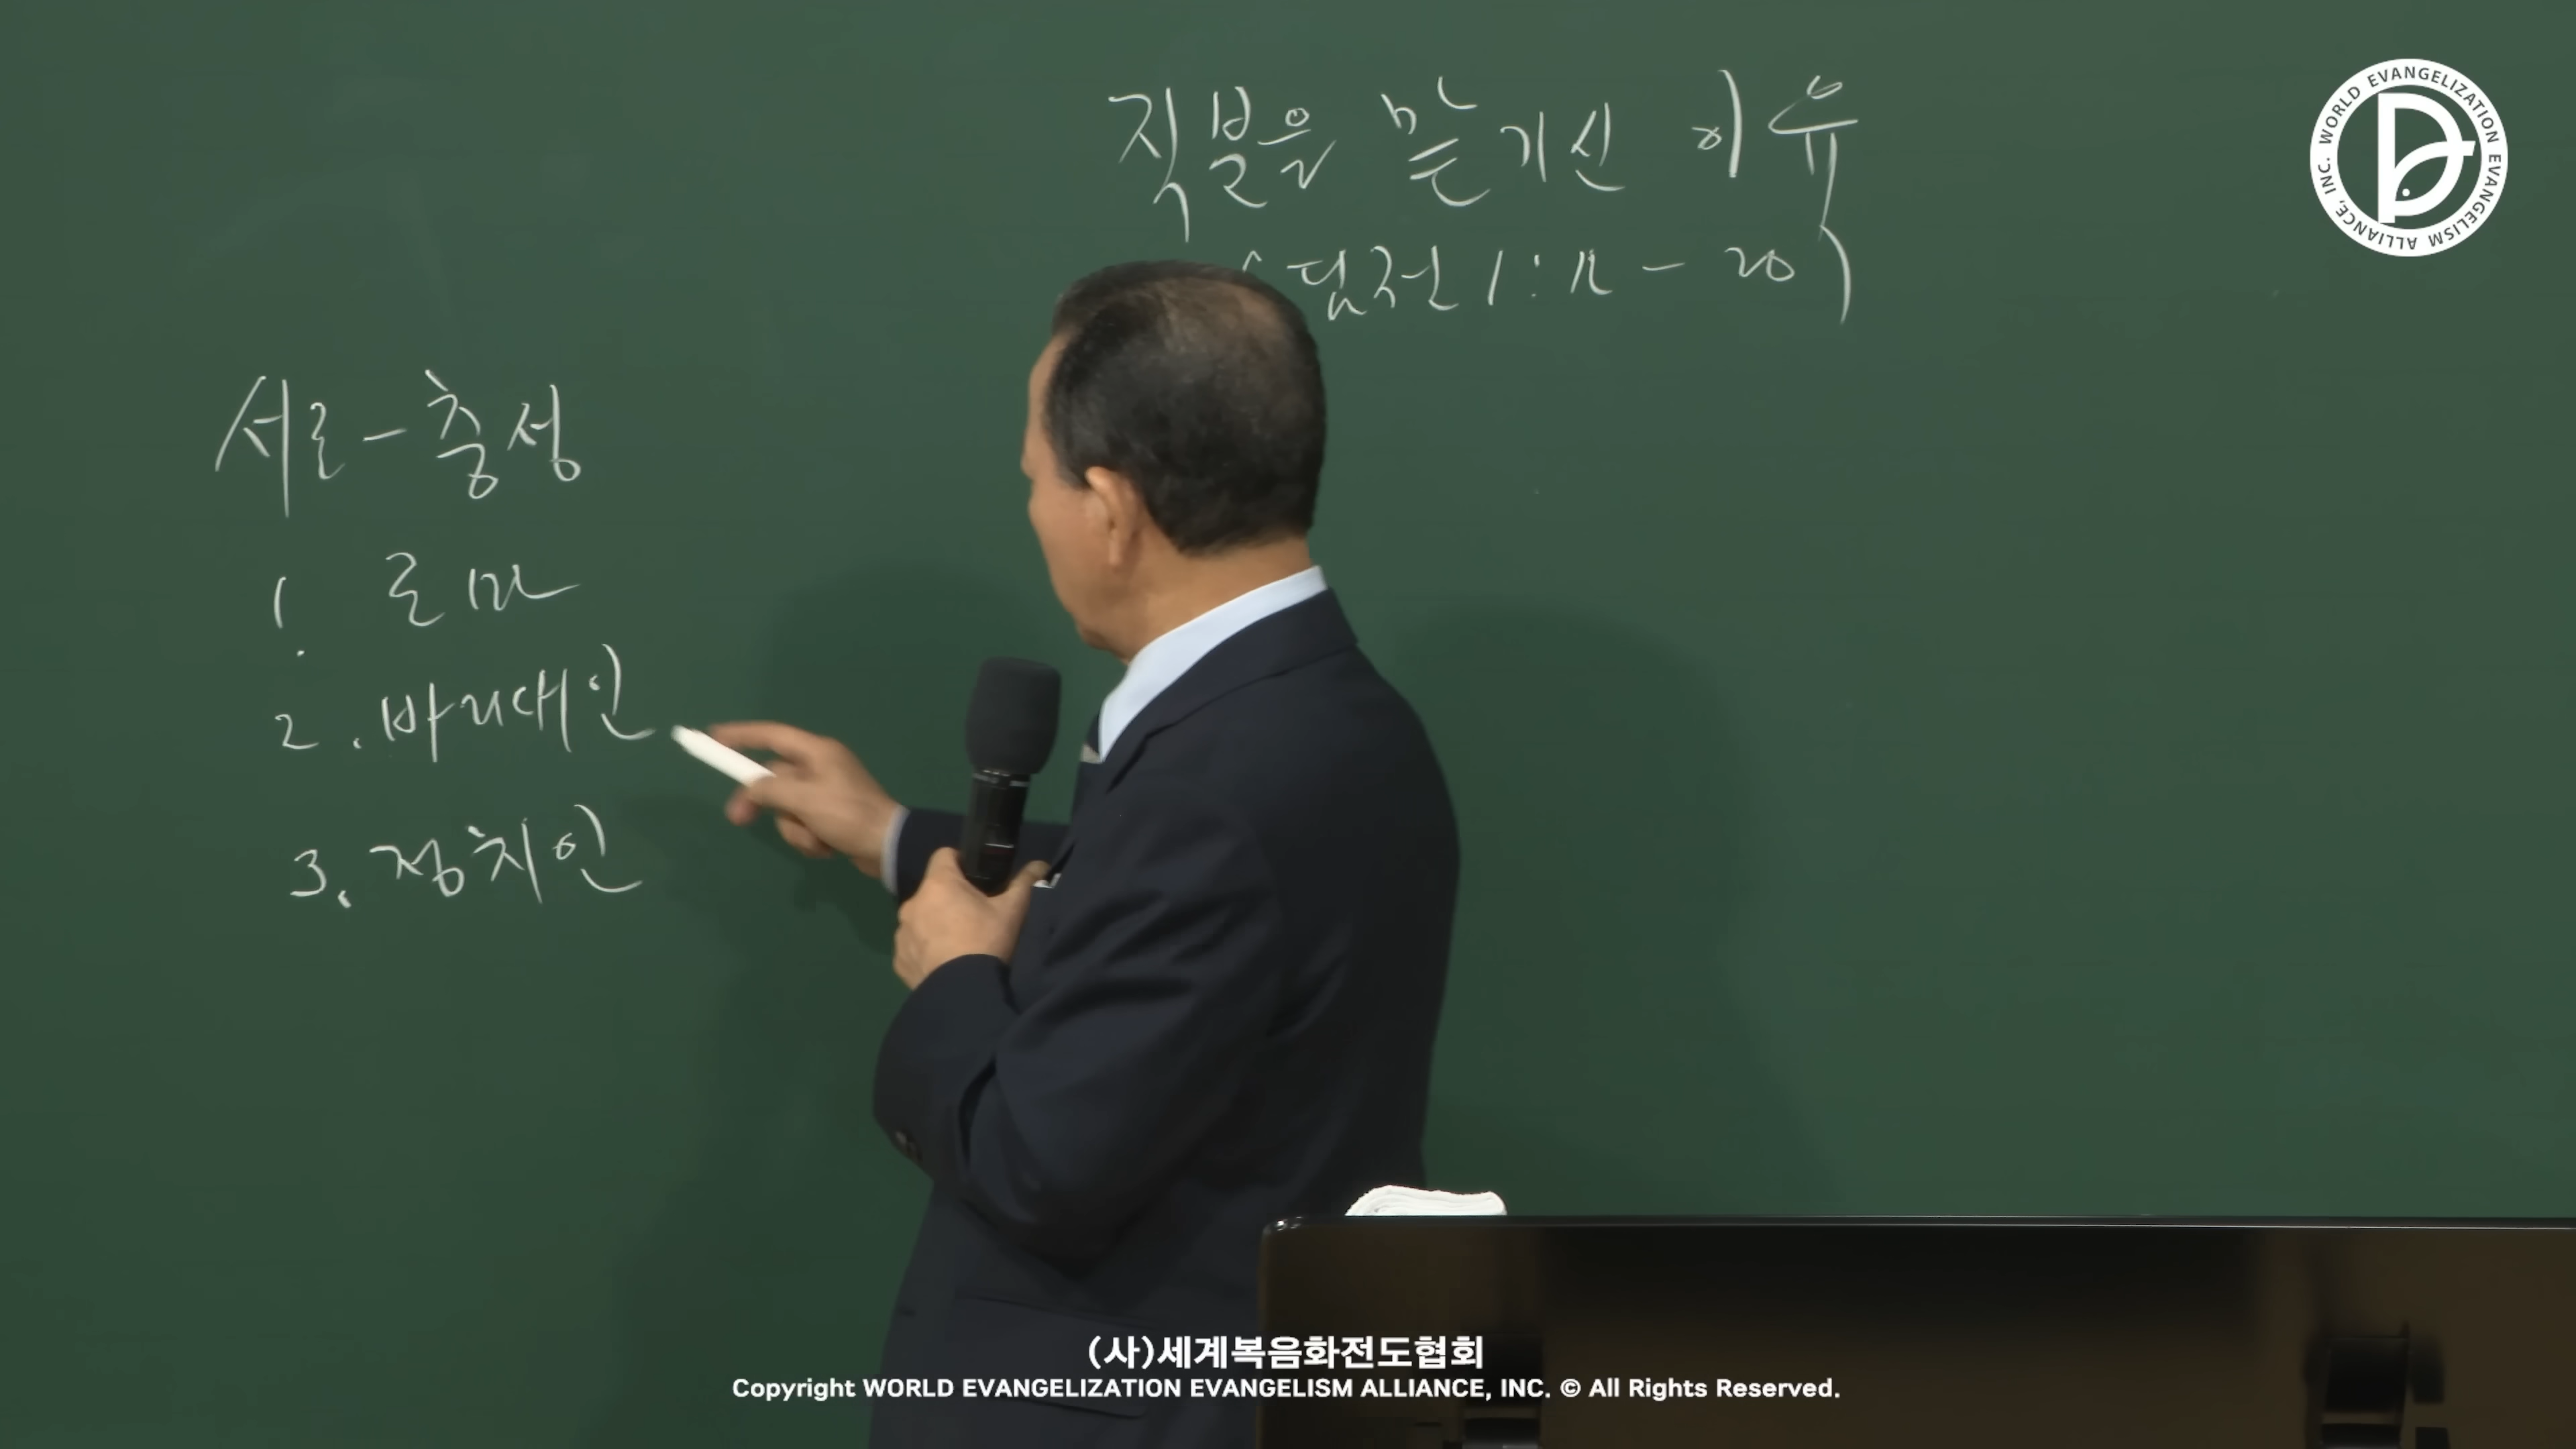 직분을 맡기신 이유
(딤전 1:12-20)
서론-충성
1. 로마
2. 바리새인
3. 정치인
WORLD EVANGELIZATION EVANGELISM ALLIANCE, INC.
(사)세계복음화전도협회
Copyright WORLD EVANGELIZATION EVANGELISM ALLIANCE, INC. © All Rights Reserved.